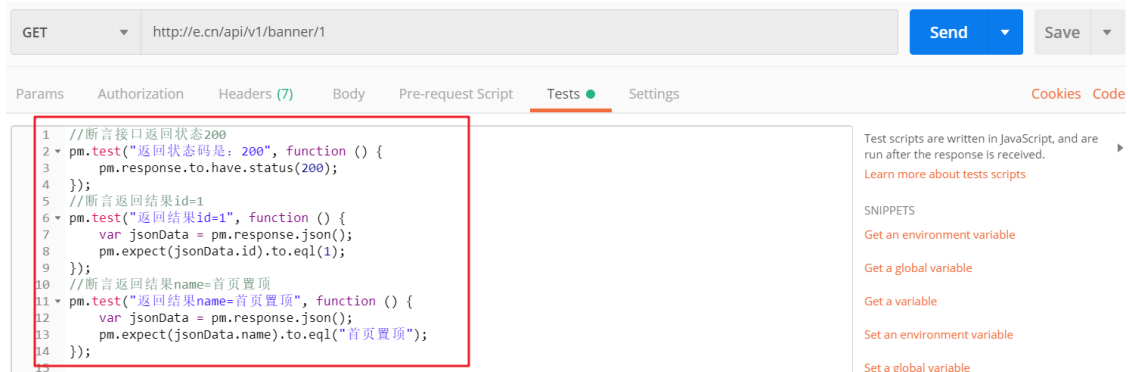 GET http://e.cn/api/v1/banner/1 Send Save
Params Authorization Headers (7) Body Pre-request Script Tests Settings Cookies Code
1 //断言接口返回状态200
2 pm.test("返回状态码是：200", function () {
3 pm.response.to.have.status(200);
4 });
5 //断言返回结果id=1
6 pm.test("返回结果id=1", function () {
7 var jsonData = pm.response.json();
8 pm.expect(jsonData.id).to.eql(1);
9 });
10 //断言返回结果name=首页置顶
11 pm.test("返回结果name=首页置顶", function () {
12 var jsonData = pm.response.json();
13 pm.expect(jsonData.name).to.eql("首页置顶");
14 });
15
Test scripts are written in JavaScript, and are
run after the response is received.
Learn more about tests scripts
SNIPPETS
Get an environment variable
Get a global variable
Get a variable
Set an environment variable
Set a global variable